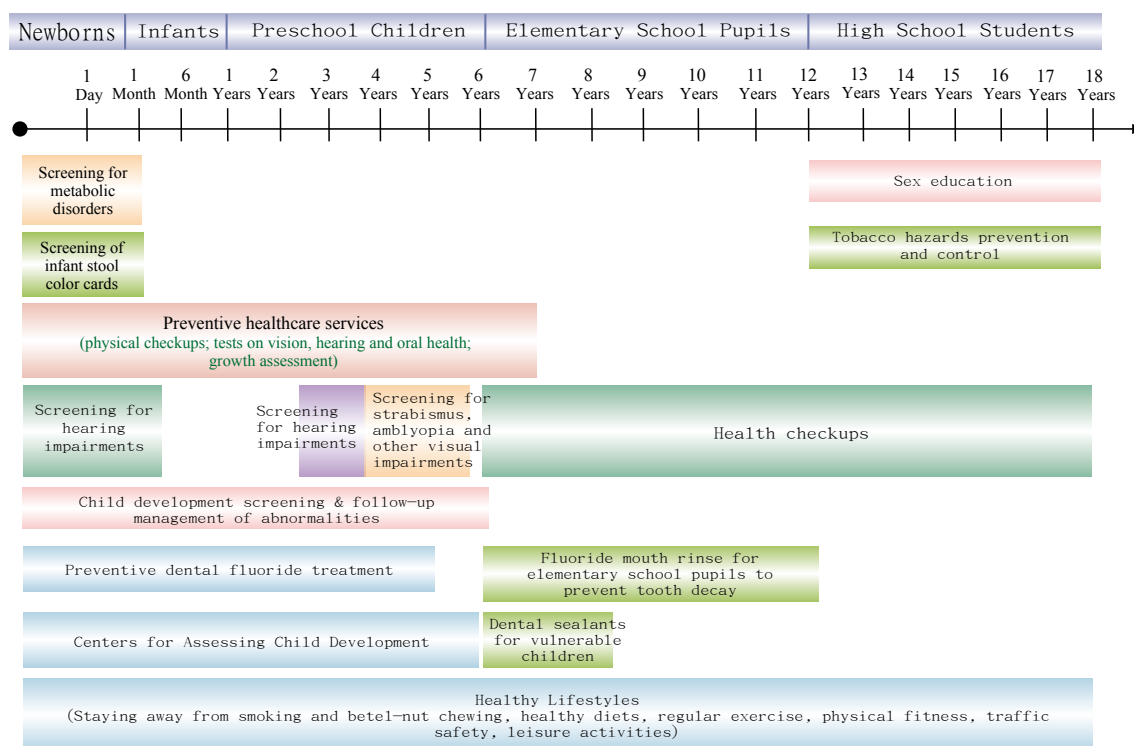 Newborns Infants Preschool Children Elementary School Pupils High School Students
1 1 6 1 2 3 4 5 6 7 8 9 10 11 12 13 14 15 16 17 18
Day Month Month Years Years Years Years Years Years Years Years Years Years Years Years Years Years Years Years Years Years
Screening for
metabolic
disorders
Sex education
Screening of
infant stool
color cards
Tobacco hazards prevention
and control
Preventive healthcare services
(physical checkups; tests on vision, hearing and oral health;
growth assessment)
Screening for
hearing
impairments
Screening
for hearing
impairments
Screening for
strabismus,
amblyopia and
other visual
impairments
Health checkups
Child development screening & follow-up
management of abnormalities
Preventive dental fluoride treatment
Fluoride mouth rinse for
elementary school pupils to
prevent tooth decay
Centers for Assessing Child Development
Dental sealants
for vulnerable
children
Healthy Lifestyles
(Staying away from smoking and betel-nut chewing, healthy diets, regular exercise, physical fitness, traffic
safety, leisure activities)